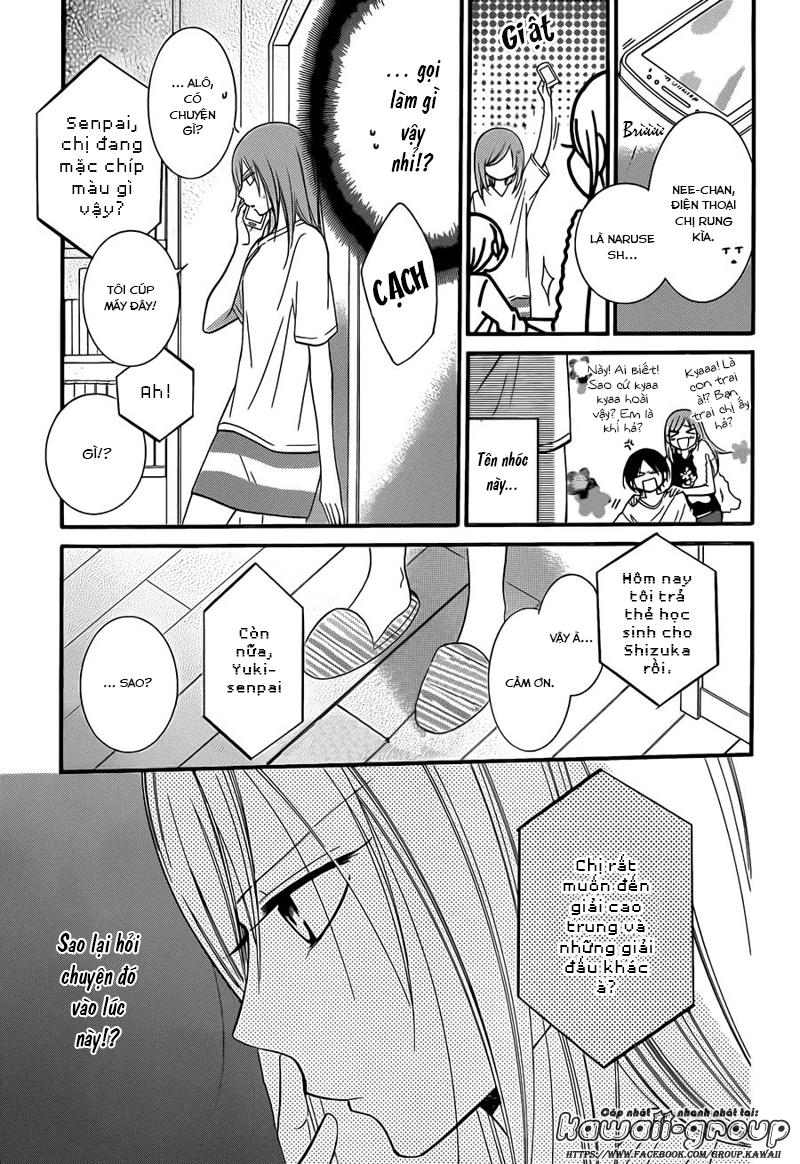 Brừừừ
NEE-CHAN,
ĐIỆN THOẠI
CHỊ RUNG
KÌA.
LÀ NARUSE
SH...
Giật
... gọi
làm gì
vậy
nhỉ!?
CẠCH
... ALÔ,
CÓ
CHUYỆN
GÌ?
Senpai,
chị đang
mặc chíp
màu gì
vậy?
TÔI CÚP
MÁY ĐÂY!
Ah!
GÌ!?
Kyaaa! Là
con trai
à!? Bạn
trai chị ấy
hả?
Này! Ai biết!
Sao cứ kyaa
kyaa hoài
vậy? Em là
khỉ hả?
Tên nhóc
này...
Hôm nay
tôi trả
thẻ học
sinh cho
Shizuka
rồi.
VẬY À...
CẢM ƠN.
Còn
nữa,
Yuki-
senpai
... SAO?
Chị rất
muốn đến
giải cao
trung và
những giải
đấu khác
à?
Sao lại hỏi
chuyện đó
vào lúc
này!?
Cập nhật nhanh nhất tại:
Kawaii-group
HTTPS://WWW.FACEBOOK.COM/GROUP.KAWAII